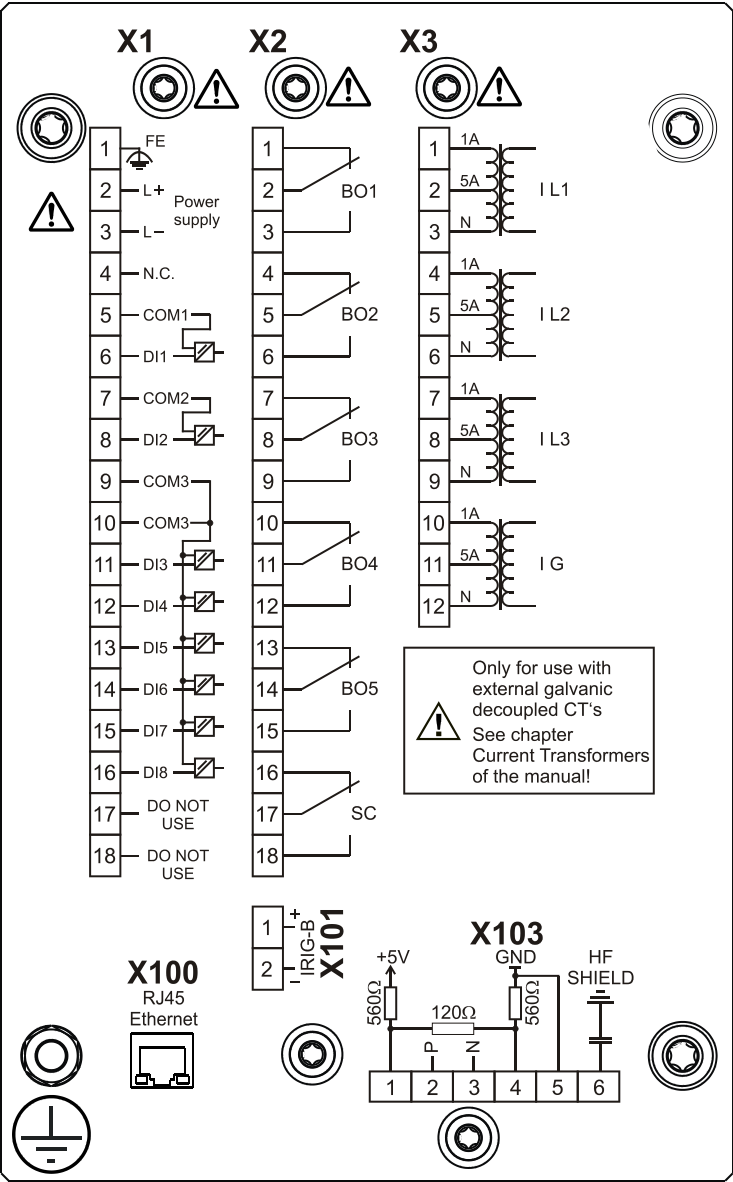 X1
1 FE
2 L+
Power
supply
3 L–
4 N.C.
5 COM1
6 DI1
7 COM2
8 DI2
9 COM3
10 COM3
11 DI3
12 DI4
13 DI5
14 DI6
15 DI7
16 DI8
17 DO NOT
USE
18 DO NOT
USE
X2
1
2 BO1
3
4
5 BO2
6
7
8 BO3
9
10
11 BO4
12
13
14 BO5
15
16
17 SC
18
X3
1 1A
2 5A I L1
3 N
4 1A
5 5A I L2
6 N
7 1A
8 5A I L3
9 N
10 1A
11 5A I G
12 N
Only for use with
external galvanic
decoupled CT‘s
See chapter
Current Transformers
of the manual!
X100
RJ45
Ethernet
X101
IRIG-B
1 +
2 –
X103
+5V
GND
HF
SHIELD
560Ω
120Ω
560Ω
P
N
1 2 3 4 5 6